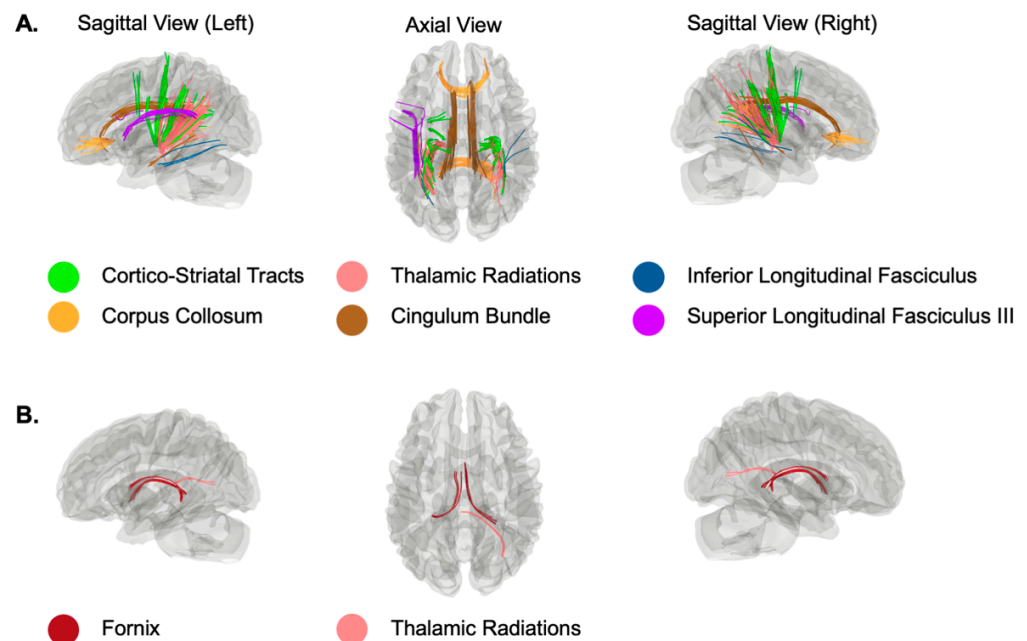 A.
Sagittal View (Left)
Axial View
Sagittal View (Right)
Cortico-Striatal Tracts
Thalamic Radiations
Inferior Longitudinal Fasciculus
Corpus Collosum
Cingulum Bundle
Superior Longitudinal Fasciculus III
B.
Fornix
Thalamic Radiations